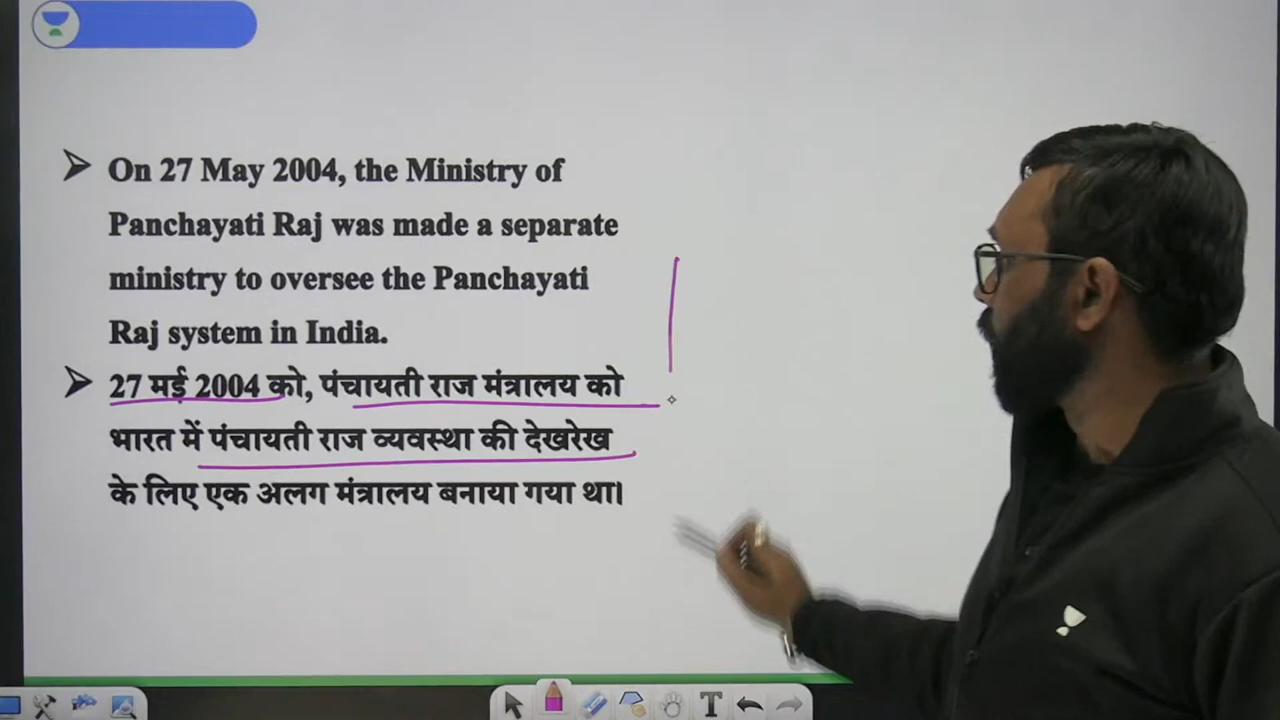 On 27 May 2004, the Ministry of
Panchayati Raj was made a separate
ministry to oversee the Panchayati
Raj system in India.
27 मई 2004 को, पंचायती राज मंत्रालय को
भारत में पंचायती राज व्यवस्था की देखरेख
के लिए एक अलग मंत्रालय बनाया गया था।
T